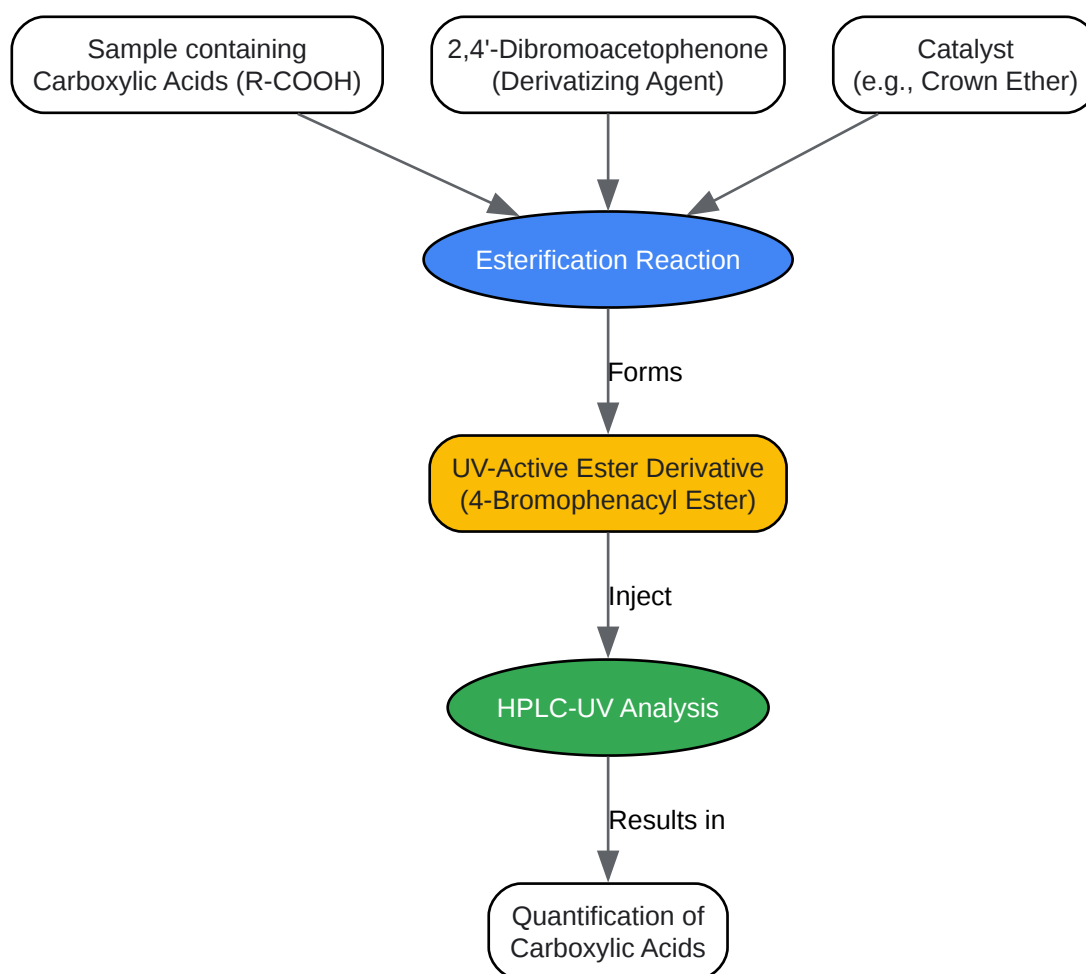 Sample containing
Carboxylic Acids (R-COOH)
2,4'-Dibromoacetophenone
(Derivatizing Agent)
Catalyst
(e.g., Crown Ether)
Esterification Reaction
Forms
UV-Active Ester Derivative
(4-Bromophenacyl Ester)
Inject
HPLC-UV Analysis
Results in
Quantification of
Carboxylic Acids